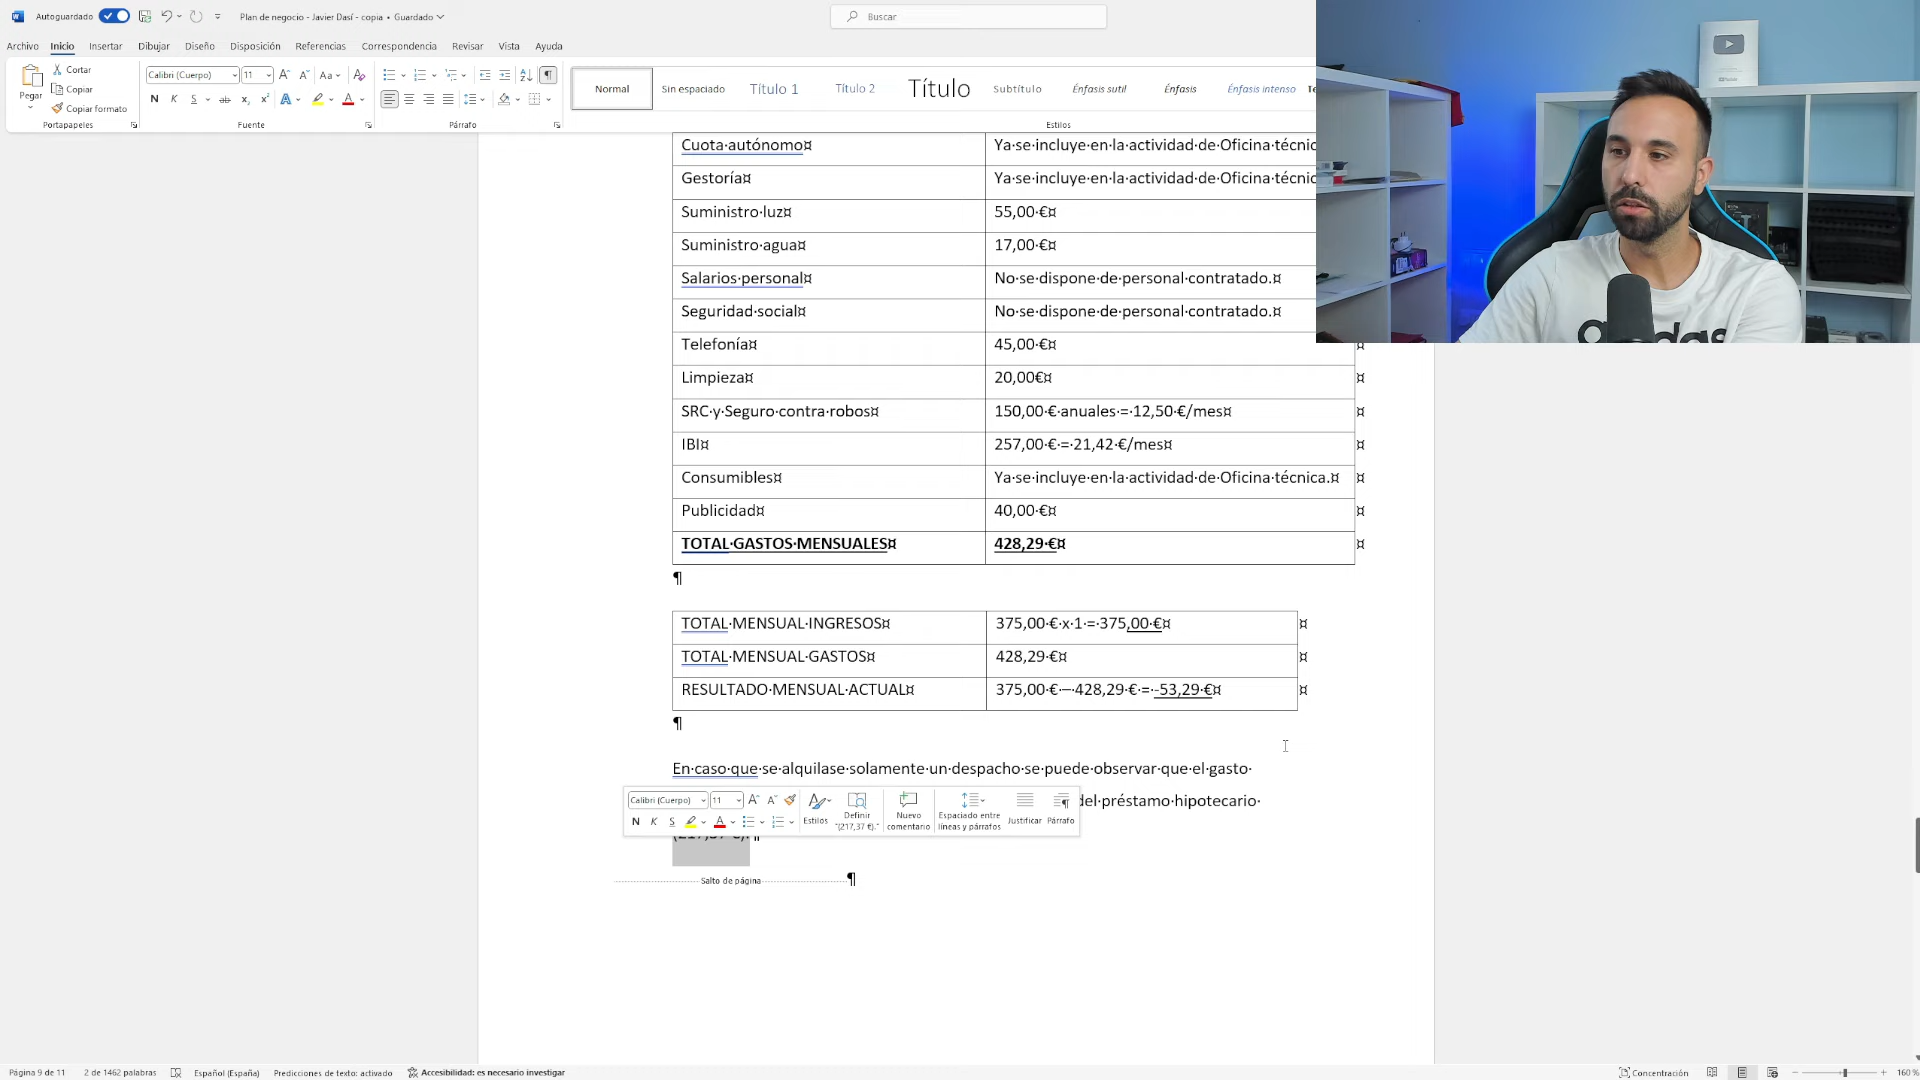 Autoguardado Plan de negocio - Javier Dasí - copia • Guardado Buscar
Archivo Inicio Insertar Dibujar Diseño Disposición Referencias Correspondencia Revisar Vista Ayuda
Pegar Cortar Copiar Copiar formato
Portapapeles
Calibri (Cuerpo) 11 Aa
N K S ab x₂ x² A A
Fuente
Párrafo
Normal Sin espaciado Título 1 Título 2 Título Subtítulo Énfasis sutil Énfasis Énfasis intenso
Estilos
Cuota·autónomo¤ Ya·se·incluye·en·la·actividad·de·Oficina·técnic
Gestoría¤ Ya·se·incluye·en·la·actividad·de·Oficina·técnic
Suministro·luz¤ 55,00·€¤
Suministro·agua¤ 17,00·€¤
Salarios·personal¤ No·se·dispone·de·personal·contratado.¤
Seguridad·social¤ No·se·dispone·de·personal·contratado.¤
Telefonía¤ 45,00·€¤
Limpieza¤ 20,00€¤
SRC·y·Seguro·contra·robos¤ 150,00·€·anuales·=·12,50·€/mes¤
IBI¤ 257,00·€·=·21,42·€/mes¤
Consumibles¤ Ya·se·incluye·en·la·actividad·de·Oficina·técnica.¤
Publicidad¤ 40,00·€¤
TOTAL·GASTOS·MENSUALES¤ 428,29·€¤
¶
TOTAL·MENSUAL·INGRESOS¤ 375,00·€·x·1·=·375,00·€¤
TOTAL·MENSUAL·GASTOS¤ 428,29·€¤
RESULTADO·MENSUAL·ACTUAL¤ 375,00·€·–·428,29·€·=·-53,29·€¤
¶
En·caso·que·se·alquilase·solamente·un·despacho·se·puede·observar·que·el·gasto·
del·préstamo·hipotecario·
Calibri (Cuerpo) 11
N K S A
Estilos Definir "(217,37 €)." Nuevo comentario Espaciado entre líneas y párrafos Justificar Párrafo
(217,37·€).¶
Salto de página ¶
adidas
Página 9 de 11 2 de 1462 palabras Español (España) Predicciones de texto: activado Accesibilidad: es necesario investigar Concentración 160 %